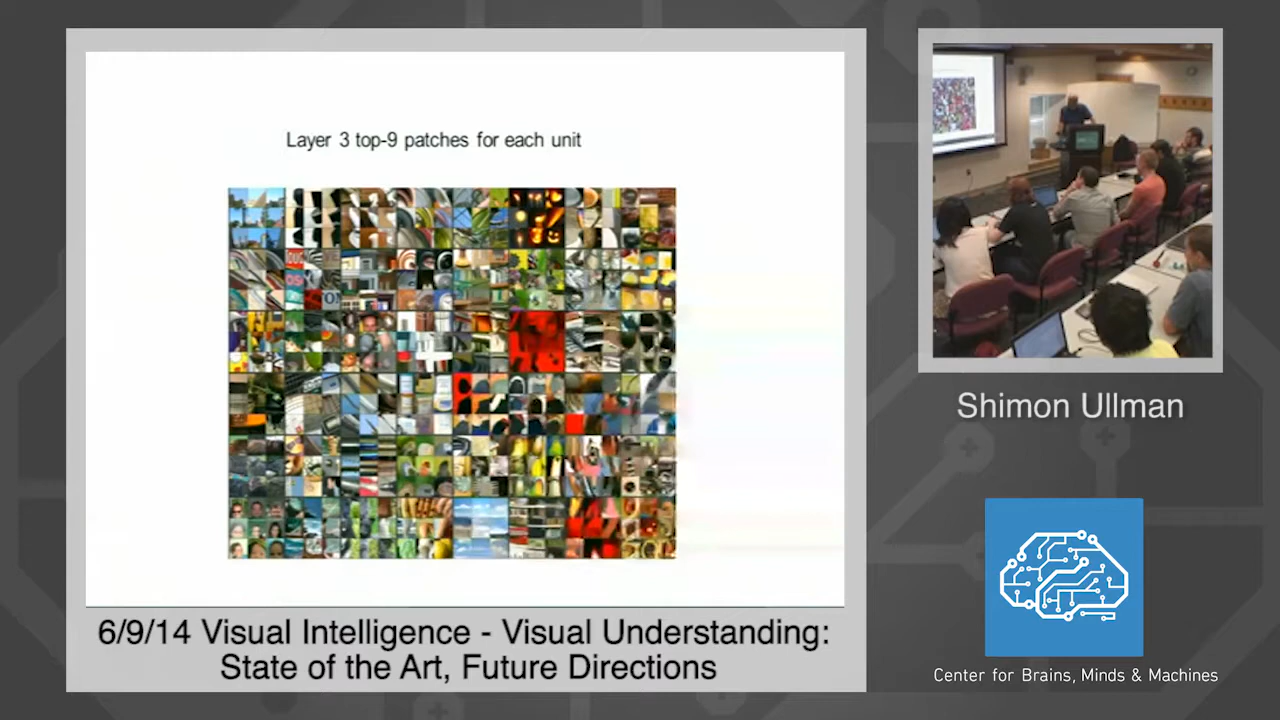 Layer 3 top-9 patches for each unit
6/9/14 Visual Intelligence - Visual Understanding:
State of the Art, Future Directions
Shimon Ullman
Center for Brains, Minds & Machines